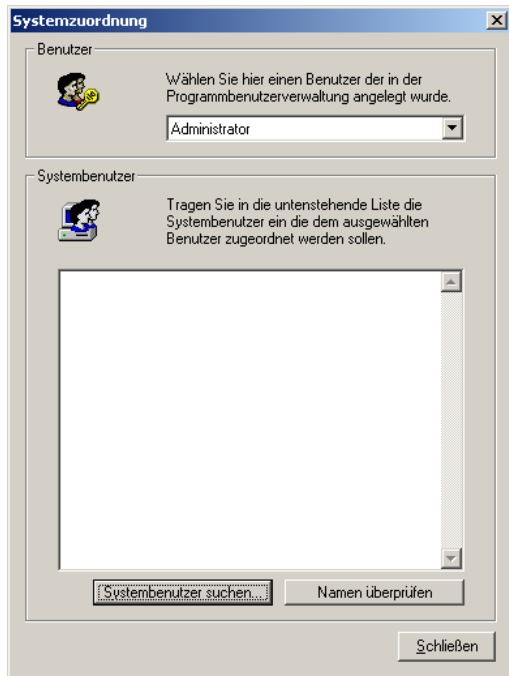 Systemzuordnung
Benutzer
Wählen Sie hier einen Benutzer der in der
Programmbenutzerverwaltung angelegt wurde.
Administrator
Systembenutzer
Tragen Sie in die untenstehende Liste die
Systembenutzer ein die dem ausgewählten
Benutzer zugeordnet werden sollen.
Systembenutzer suchen...
Namen überprüfen
Schließen